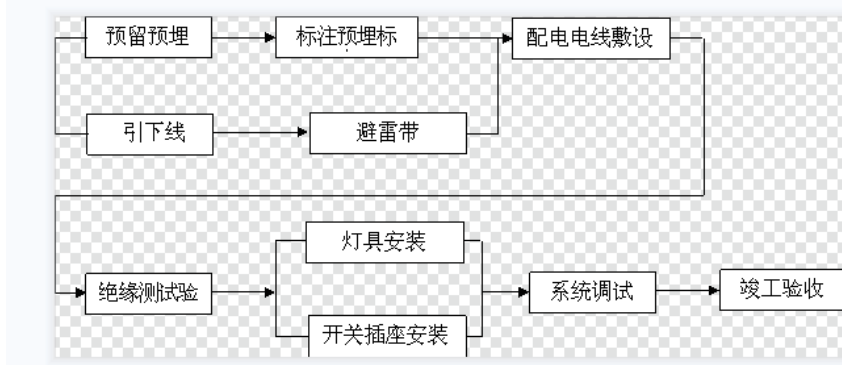 预留预埋
标注预埋标
配电电线敷设
引下线
避雷带
灯具安装
绝缘测试验
系统调试
竣工验收
开关插座安装